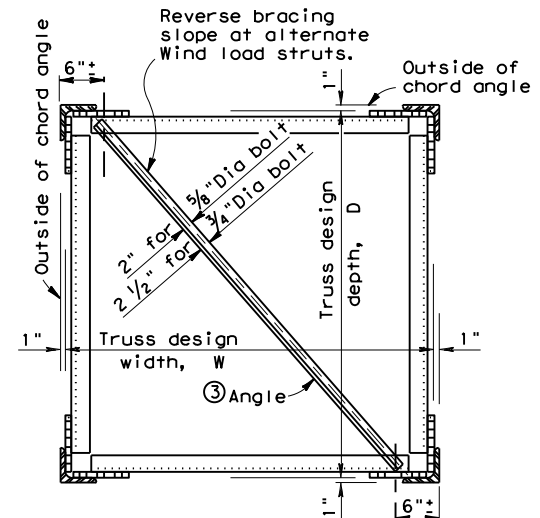 Reverse bracing
slope at alternate
Wind load struts.
6"±
Outside of chord angle
1"
Outside of
chord angle
5/8"Dia bolt
3/4"Dia bolt
2" for
2 1/2" for
Truss design
depth, D
1"
Truss design
width, W
1"
③ Angle
1"
6"±